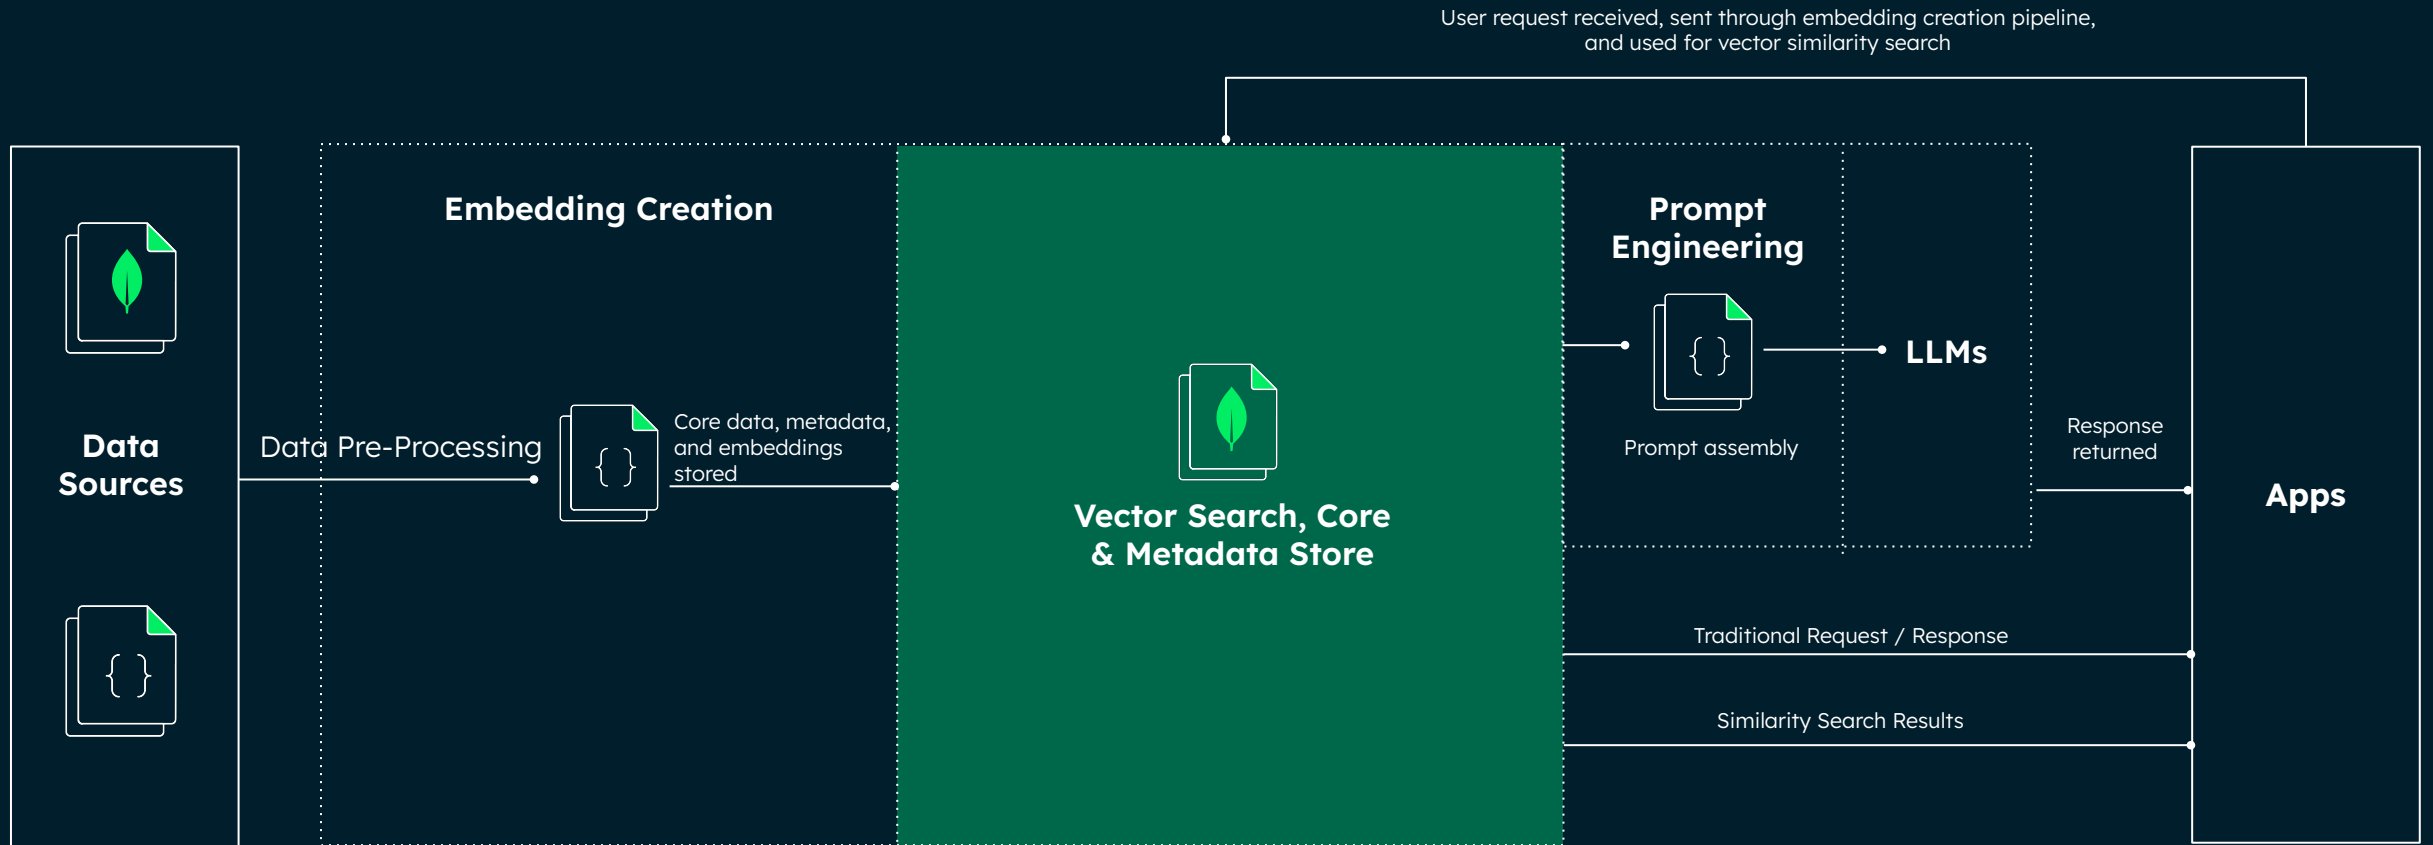 User request received, sent through embedding creation pipeline,
and used for vector similarity search
Data
Sources
Data Pre-Processing
Embedding Creation
{ }
Core data, metadata,
and embeddings
stored
Vector Search, Core
& Metadata Store
Prompt
Engineering
{ }
Prompt assembly
LLMs
Response
returned
Apps
Traditional Request / Response
Similarity Search Results
{ }